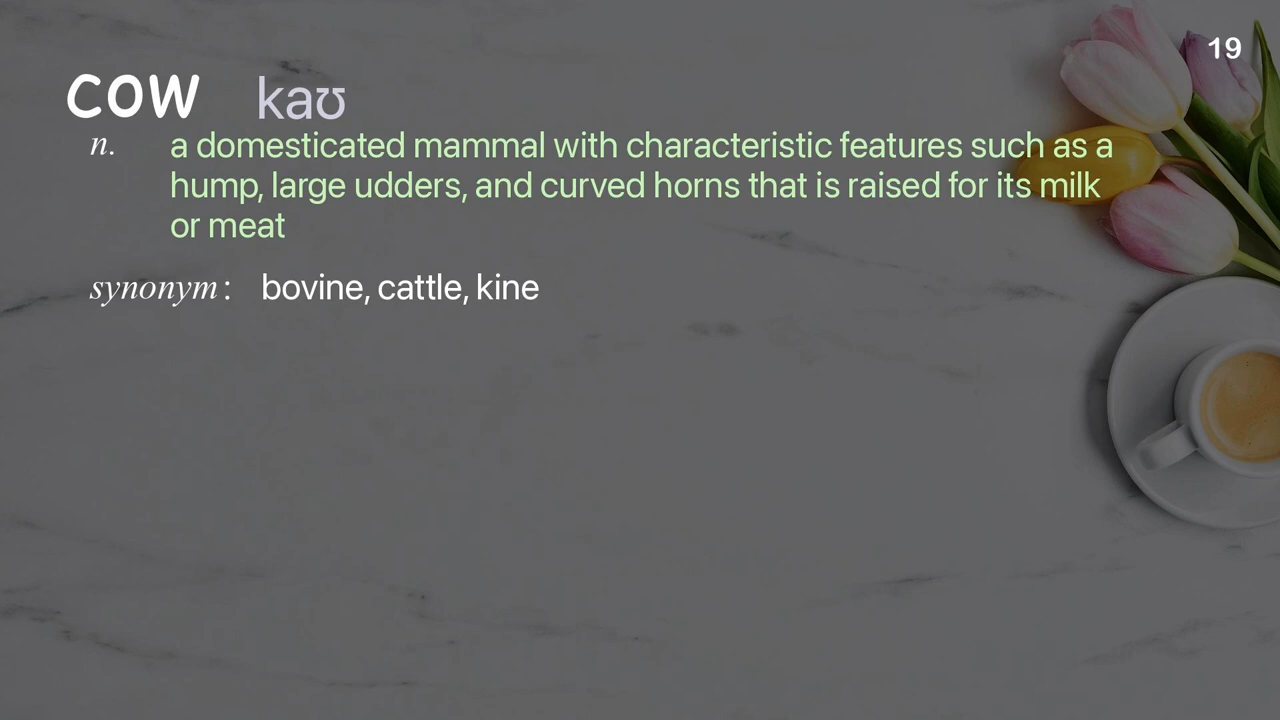 19
cow kaʊ
n. a domesticated mammal with characteristic features such as a
hump, large udders, and curved horns that is raised for its milk
or meat
synonym: bovine, cattle, kine